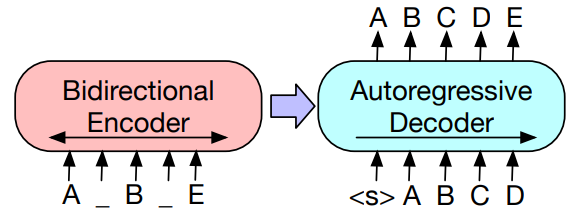 A B C D E
Bidirectional
Encoder
Autoregressive
Decoder
A _ B _ E
<s> A B C D